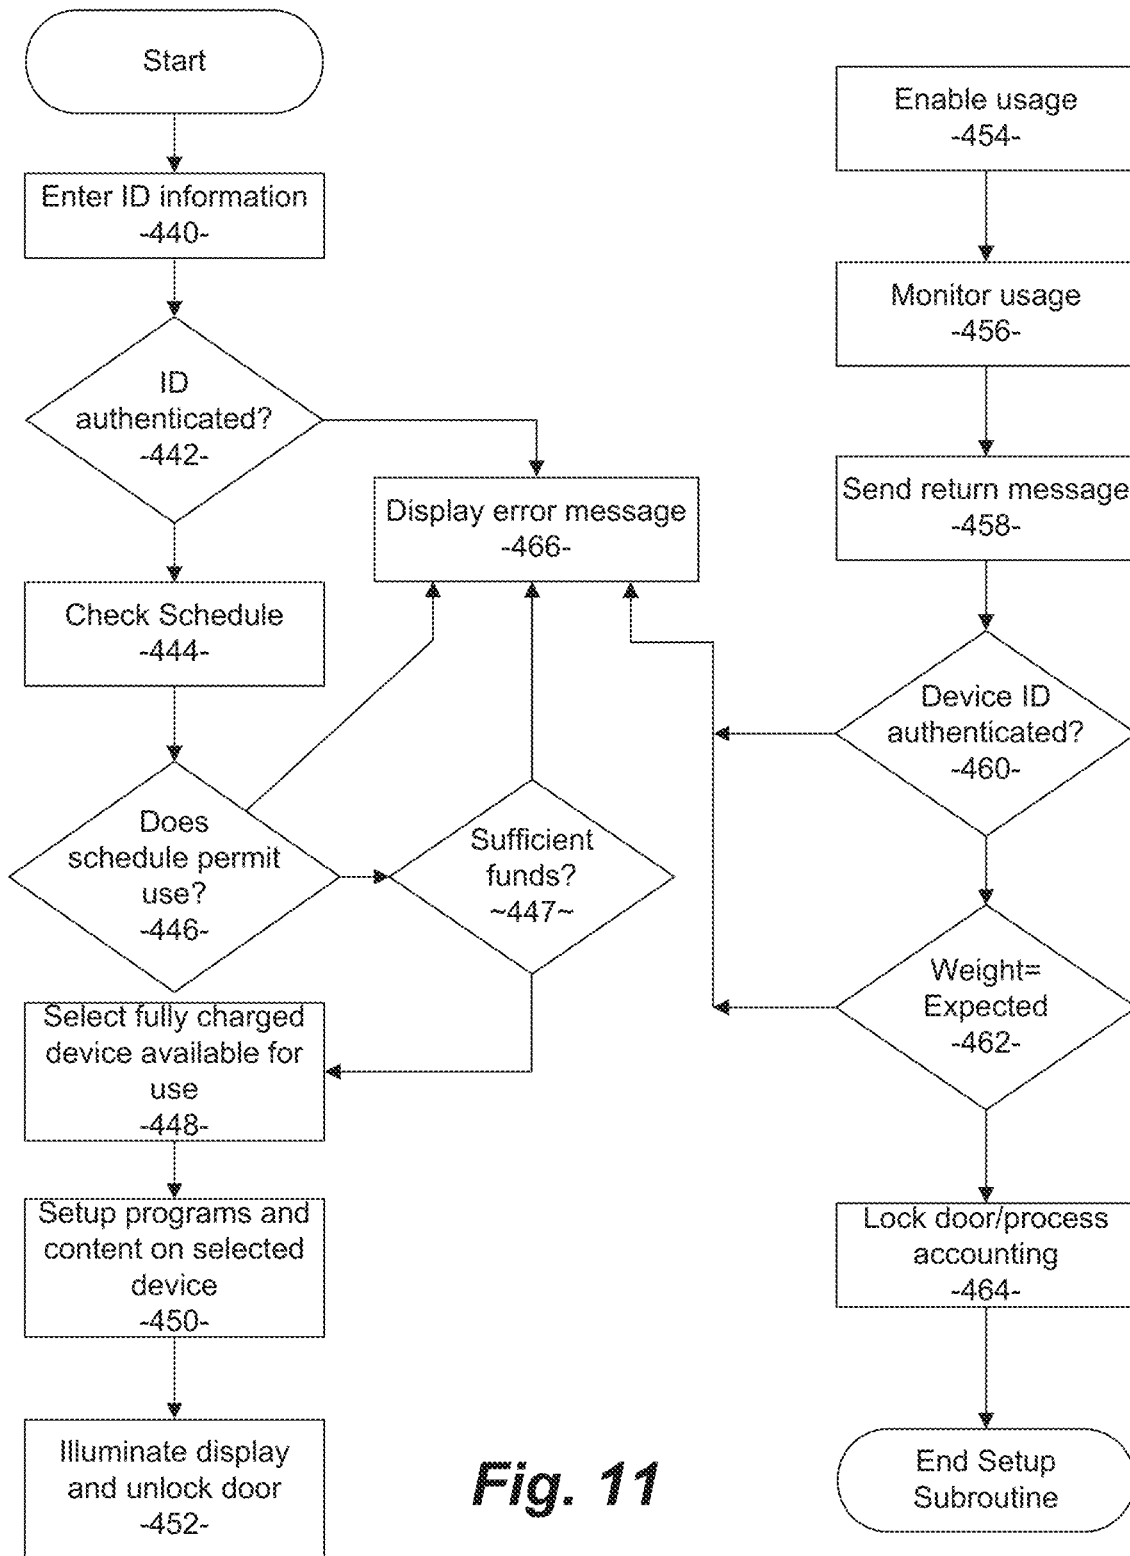 Start
Enter ID information
-440-
ID
authenticated?
-442-
Check Schedule
-444-
Does
schedule permit
use?
-446-
Sufficient
funds?
~447~
Select fully charged
device available for
use
-448-
Setup programs and
content on selected
device
-450-
Illuminate display
and unlock door
-452-
Display error message
-466-
Enable usage
-454-
Monitor usage
-456-
Send return message
-458-
Device ID
authenticated?
-460-
Weight=
Expected
-462-
Lock door/process
accounting
-464-
End Setup
Subroutine
Fig. 11